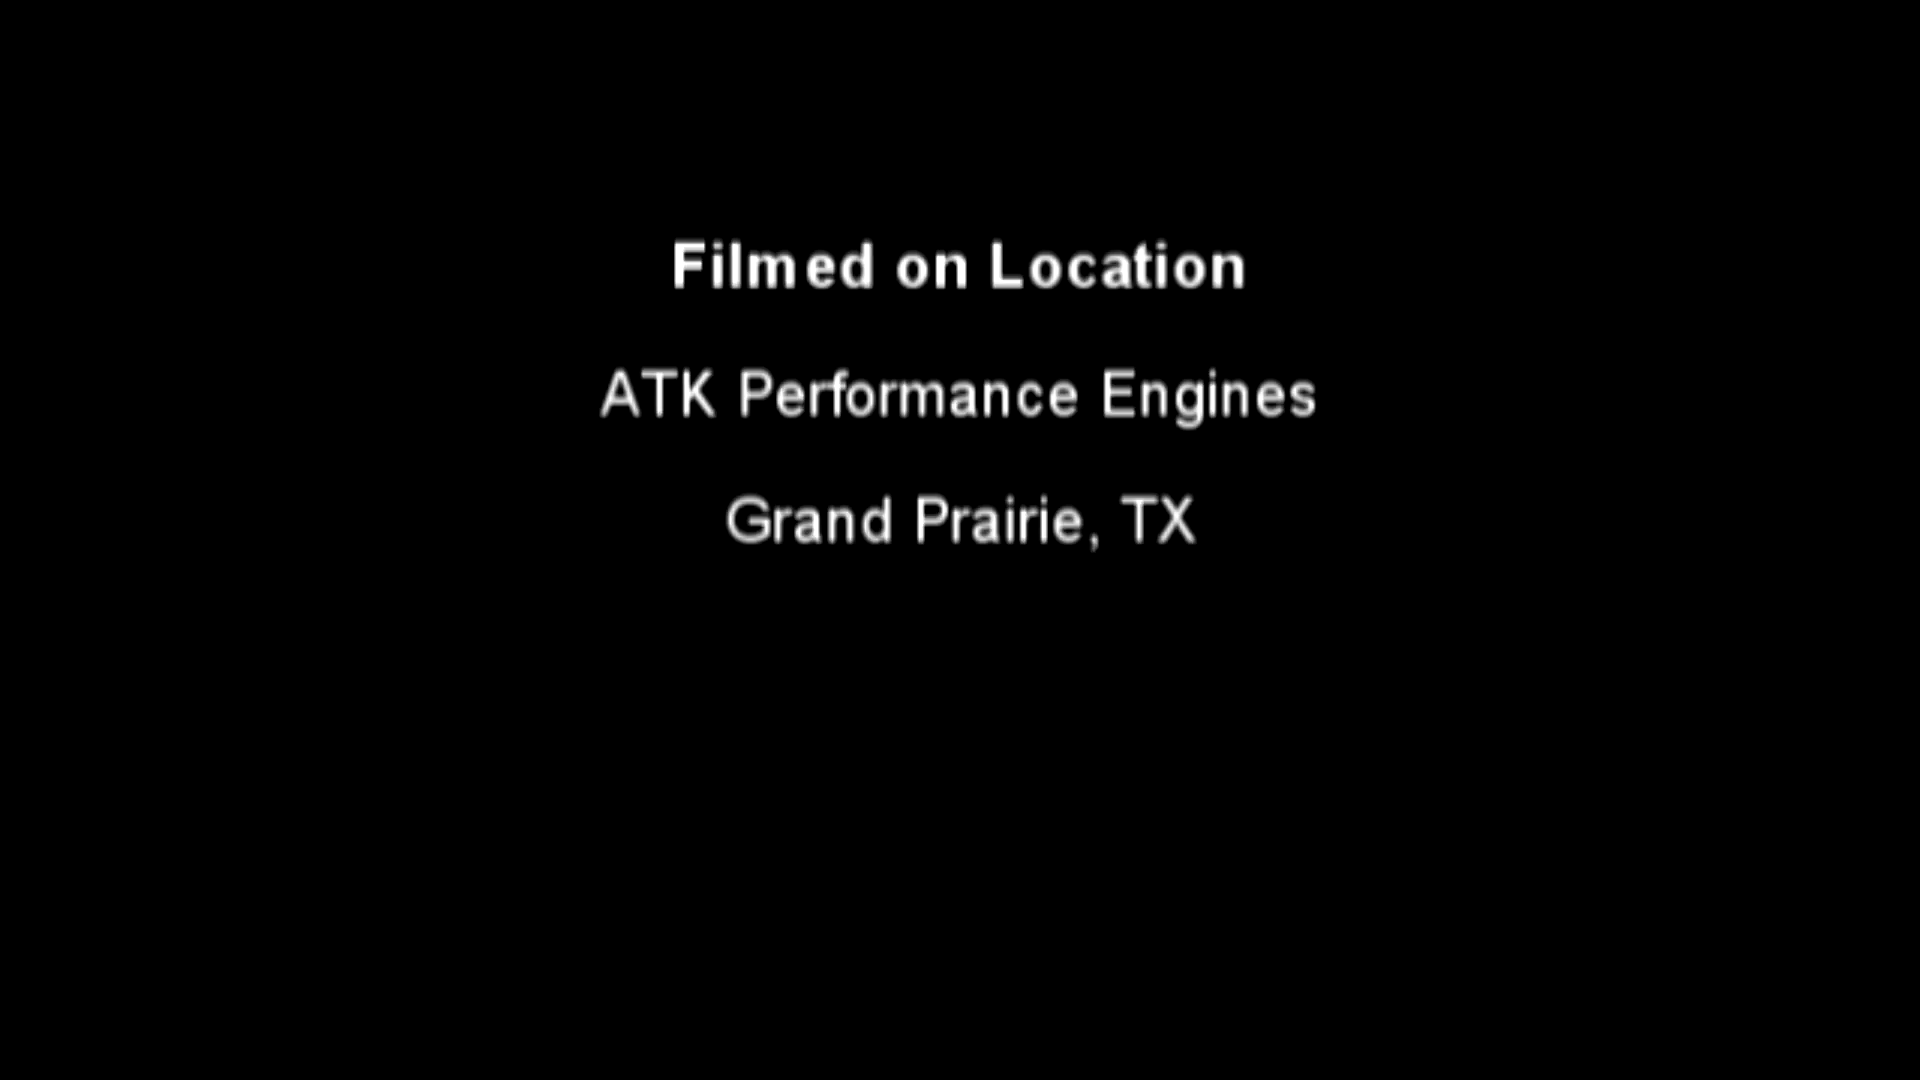 Filmed on Location
ATK Performance Engines
Grand Prairie, TX